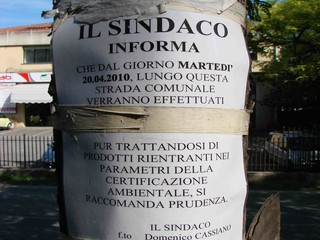 IL SINDACO
INFORMA
CHE DAL GIORNO MARTEDI'
20.04.2010, LUNGO QUESTA
STRADA COMUNALE
VERRANNO EFFETTUATI
PUR TRATTANDOSI DI
PRODOTTI RIENTRANTI NEI
PARAMETRI DELLA
CERTIFICAZIONE
AMBIENTALE, SI
RACCOMANDA PRUDENZA.
IL SINDACO
f.to Domenico CASSIANO